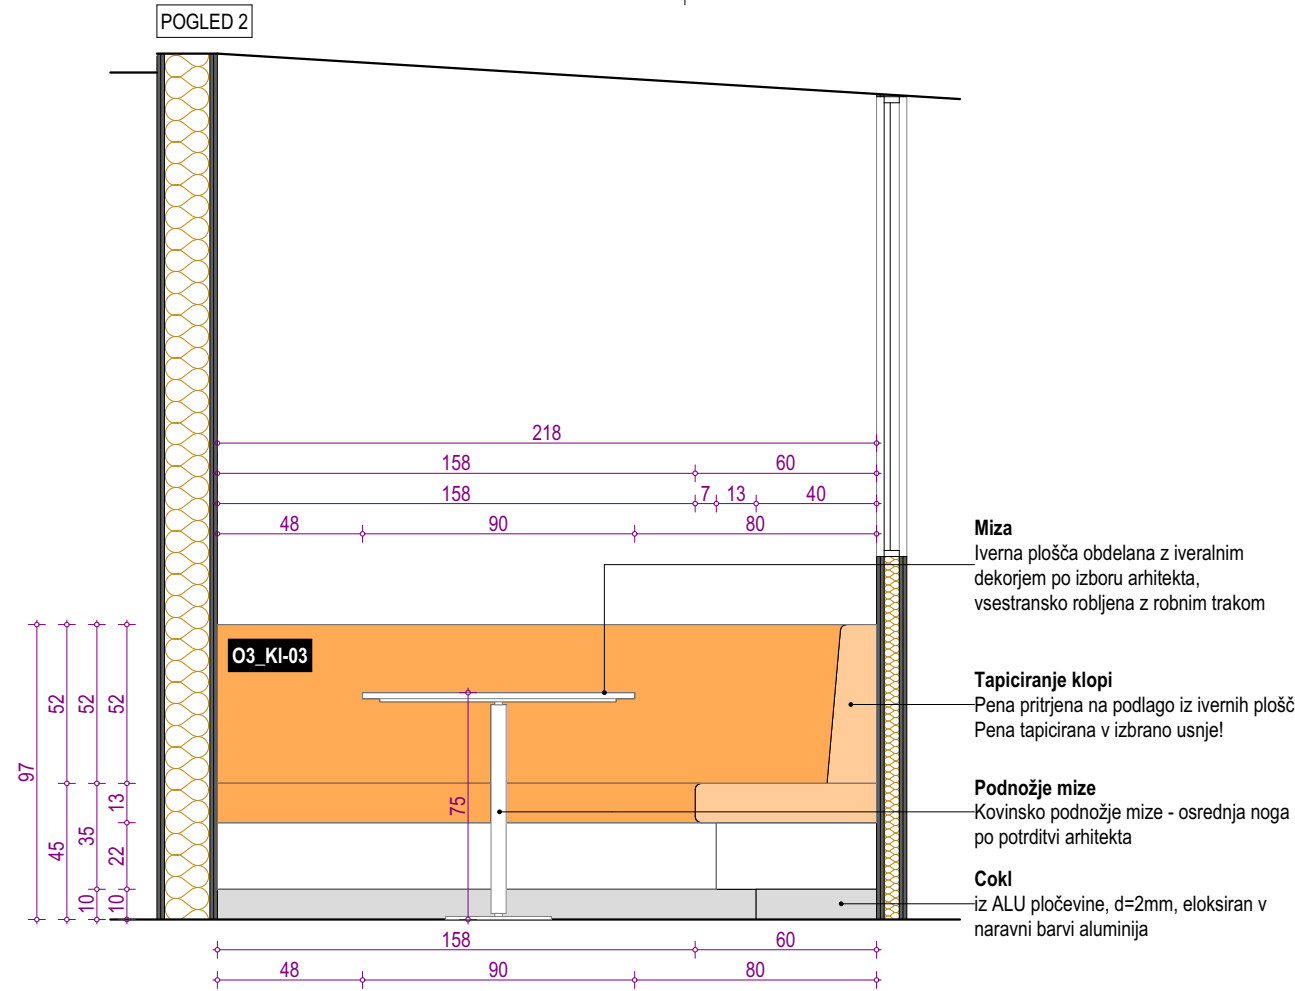 POGLED 2
218
158 60
158 7 13 40
48 90 80
Miza
Iverna plošča obdelana z iveralnim
dekorjem po izboru arhitekta,
vsestransko robljena z robnim trakom
O3_KI-03
Tapiciranje klopi
Pena pritrjena na podlago iz ivernih plošč
Pena tapicirana v izbrano usnje!
97
52 52 52
45 35 13
22
10 10
75
Podnožje mize
Kovinsko podnožje mize - osrednja noga
po potrditvi arhitekta
Cokl
iz ALU pločevine, d=2mm, eloksiran v
naravni barvi aluminija
158 60
48 90 80